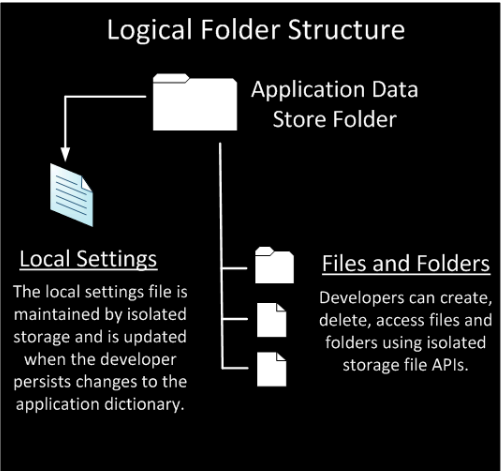 Logical Folder Structure
Application Data
Store Folder
Local Settings
The local settings file is
maintained by isolated
storage and is updated
when the developer
persists changes to the
application dictionary.
Files and Folders
Developers can create,
delete, access files and
folders using isolated
storage file APIs.